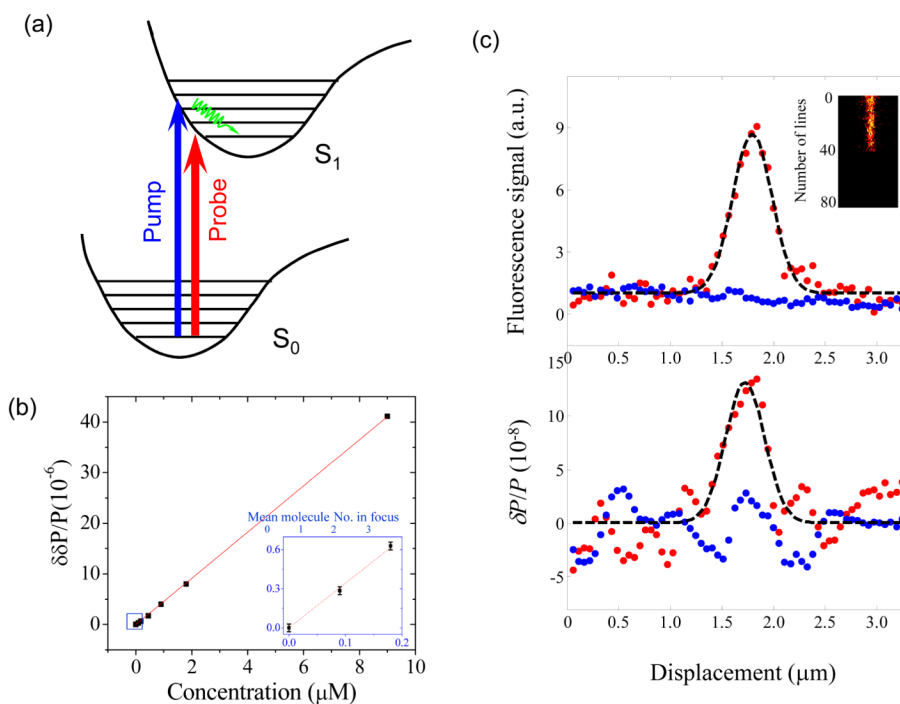 (a)
S1
Pump
Probe
S0
(b)
δδP/P(10-6)
40
30
20
10
0
Mean molecule No. in focus
0 1 2 3
0.6
0.3
0.0
0.0 0.1 0.2
0 2 4 6 8 10
Concentration (μM)
(c)
Fluorescence signal (a.u.)
9
6
3
0
Number of lines
0
40
80
0 0.5 1.0 1.5 2.0 2.5 3.0
δP/P (10-8)
15
10
5
0
-5
0 0.5 1.0 1.5 2.0 2.5 3.0
Displacement (μm)